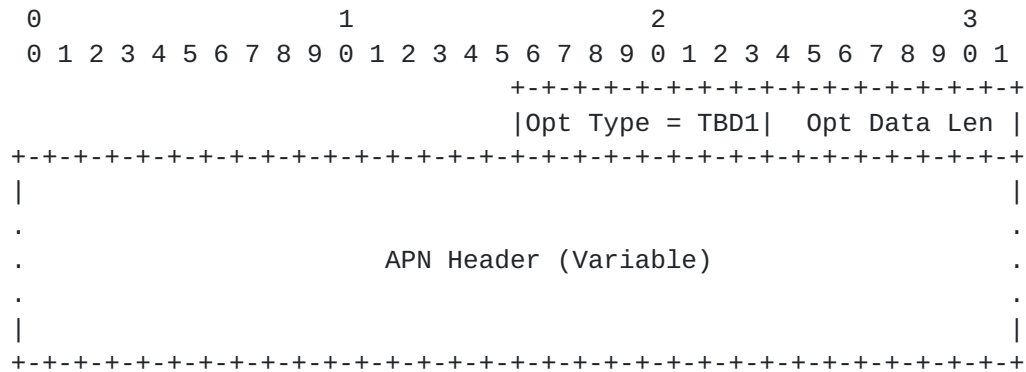 0                   1                   2                   3
 0 1 2 3 4 5 6 7 8 9 0 1 2 3 4 5 6 7 8 9 0 1 2 3 4 5 6 7 8 9 0 1
                                +-+-+-+-+-+-+-+-+-+-+-+-+-+-+-+-+
                                |Opt Type = TBD1|  Opt Data Len |
+-+-+-+-+-+-+-+-+-+-+-+-+-+-+-+-+-+-+-+-+-+-+-+-+-+-+-+-+-+-+-+-+
|                                                               |
.                                                               .
.                       APN Header (Variable)                   .
.                                                               .
|                                                               |
+-+-+-+-+-+-+-+-+-+-+-+-+-+-+-+-+-+-+-+-+-+-+-+-+-+-+-+-+-+-+-+-+